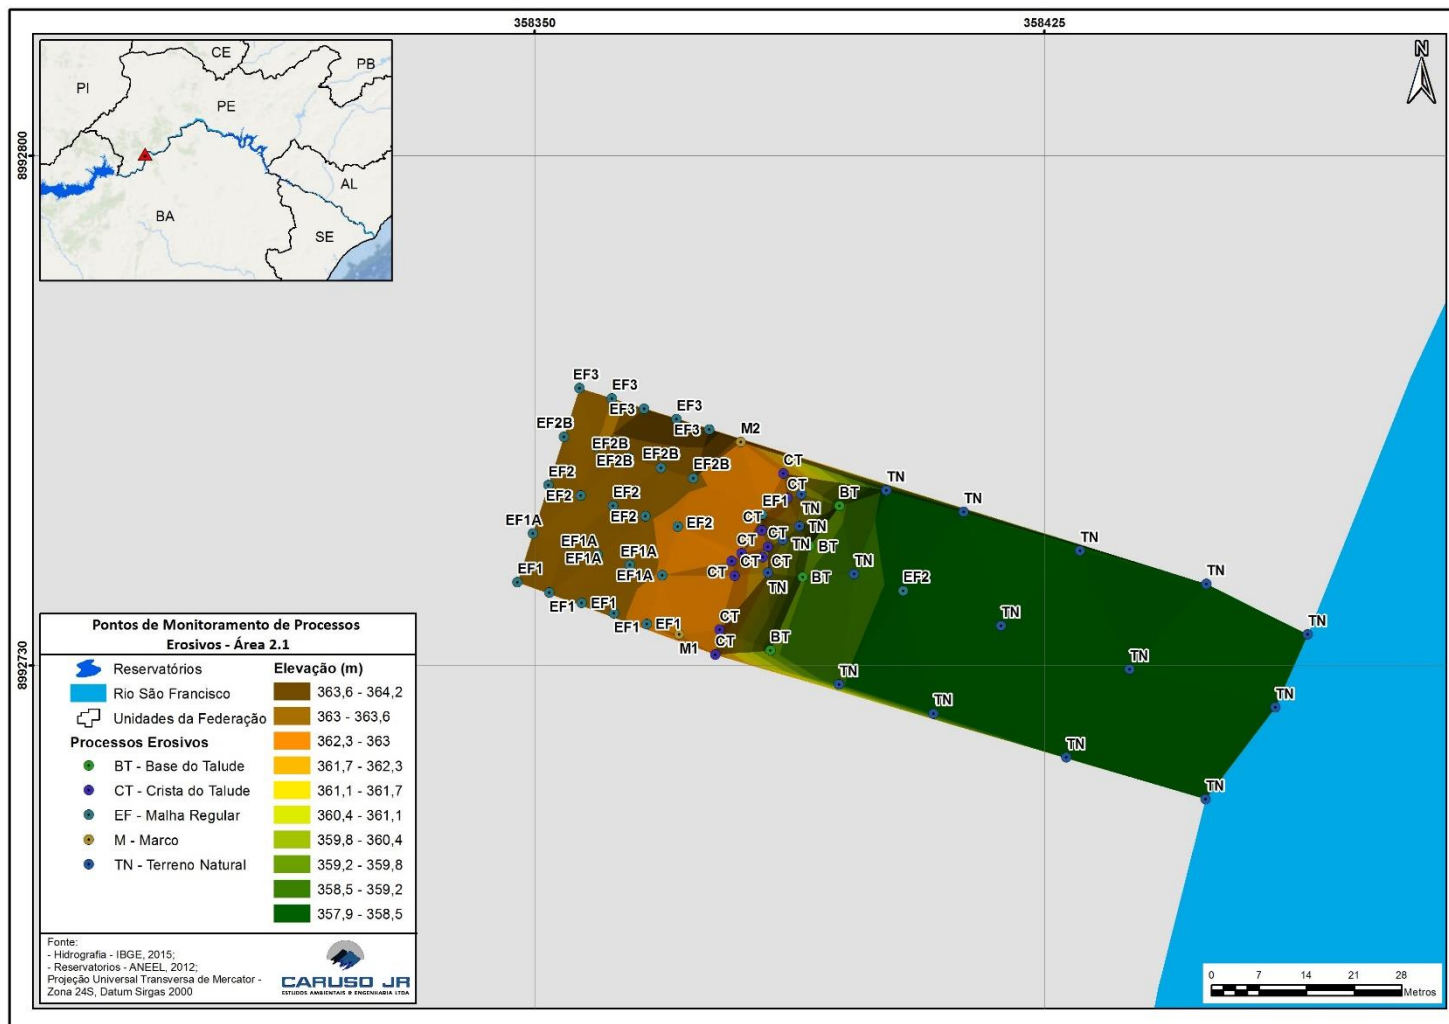 358350
358425
8992800
8992730
N
CE
PB
PI
PE
AL
BA
SE
EF3
EF3
EF3
EF3
EF3
M2
EF2B
EF2B
EF2B
EF2B
EF2B
CT
CT
EF2
EF2
EF2
EF2
EF2
EF1
TN
BT
TN
TN
TN
EF1A
EF1A
EF1A
EF1A
EF1A
CT
CT
CT
CT
CT
TN
BT
TN
TN
BT
EF2
TN
EF1
EF1
EF1
EF1
EF1
M1
CT
CT
BT
TN
TN
TN
TN
TN
TN
TN
TN
Pontos de Monitoramento de Processos
Erosivos - Área 2.1
Reservatórios
Rio São Francisco
Unidades da Federação
Processos Erosivos
BT - Base do Talude
CT - Crista do Talude
EF - Malha Regular
M - Marco
TN - Terreno Natural
Elevação (m)
363,6 - 364,2
363 - 363,6
362,3 - 363
361,7 - 362,3
361,1 - 361,7
360,4 - 361,1
359,8 - 360,4
359,2 - 359,8
358,5 - 359,2
357,9 - 358,5
Fonte:
- Hidrografia - IBGE, 2015;
- Reservatorios - ANEEL, 2012;
Projeção Universal Transversa de Mercator -
Zona 24S, Datum Sirgas 2000
CARUSO JR
ESTUDOS AMBIENTAIS & ENGENHARIA LTDA
0 7 14 21 28
Metros